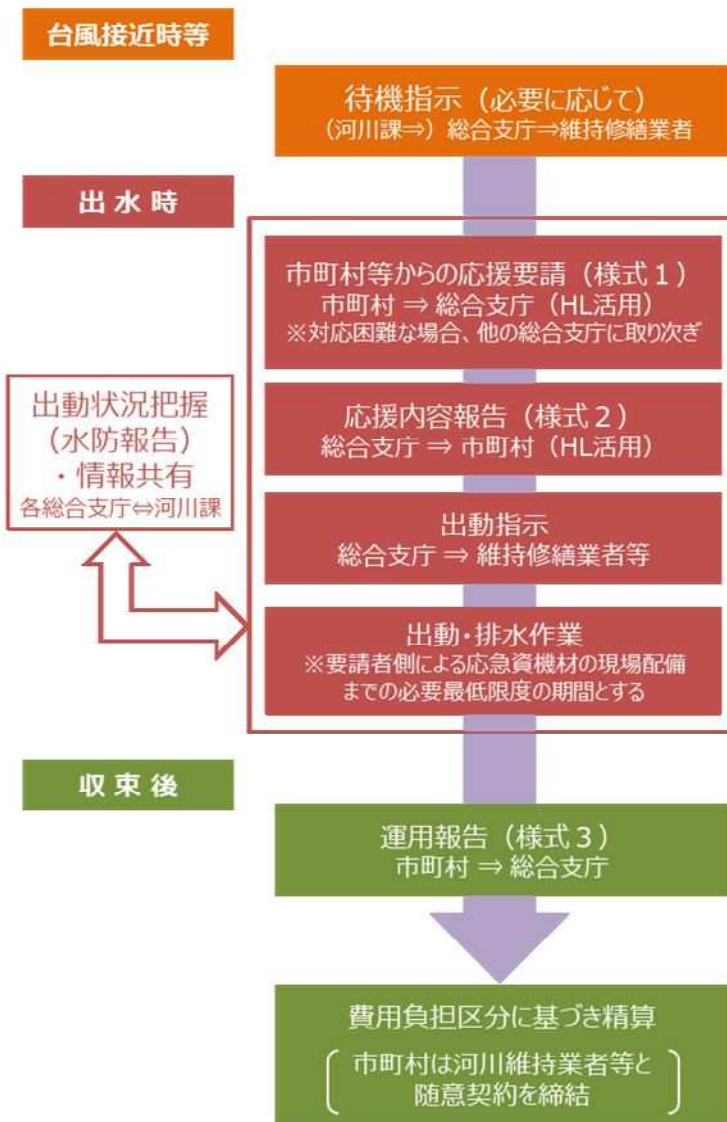 台風接近時等
待機指示（必要に応じて）
（河川課⇒）総合支庁⇒維持修繕業者
出 水 時
市町村等からの応援要請（様式１）
市町村 ⇒ 総合支庁（HL活用）
※対応困難な場合、他の総合支庁に取り次ぎ
応援内容報告（様式２）
総合支庁 ⇒ 市町村（HL活用）
出動状況把握
（水防報告）
・情報共有
各総合支庁⇔河川課
出動指示
総合支庁 ⇒ 維持修繕業者等
出動・排水作業
※要請者側による応急資機材の現場配備
までの必要最低限度の期間とする
収 束 後
運用報告（様式３）
市町村 ⇒ 総合支庁
費用負担区分に基づき精算
市町村は河川維持業者等と
随意契約を締結